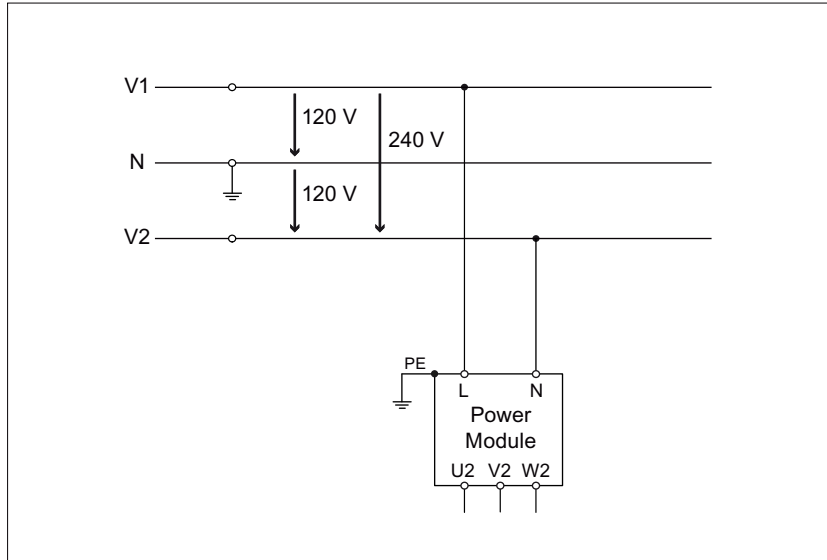 V1
120 V
240 V
N
120 V
V2
PE
L N
Power
Module
U2 V2 W2